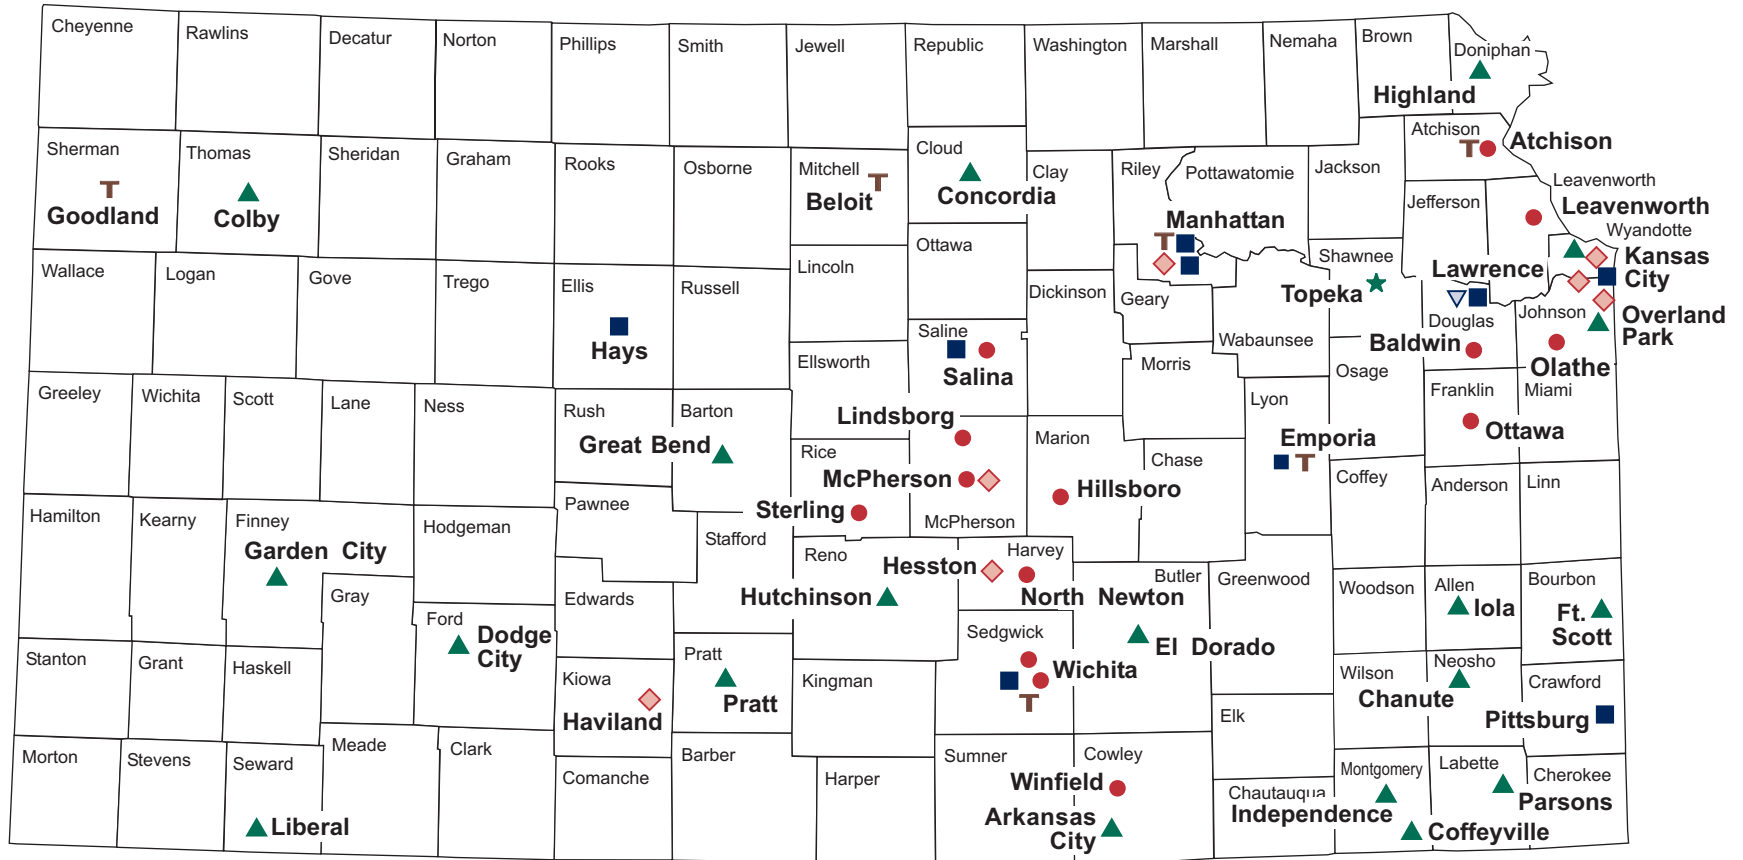 Cheyenne
Rawlins
Decatur
Norton
Phillips
Smith
Jewell
Republic
Washington
Marshall
Nemaha
Brown
Doniphan
Highland
Sherman
Goodland
Thomas
Colby
Sheridan
Graham
Rooks
Osborne
Mitchell
Beloit
Cloud
Concordia
Clay
Riley
Pottawatomie
Manhattan
Jackson
Atchison
Atchison
Jefferson
Leavenworth
Leavenworth
Wyandotte
Kansas
City
Wallace
Logan
Gove
Trego
Ellis
Hays
Russell
Lincoln
Ottawa
Dickinson
Geary
Wabaunsee
Shawnee
Topeka
Lawrence
Douglas
Baldwin
Johnson
Olathe
Overland
Park
Saline
Salina
Ellsworth
Morris
Osage
Franklin
Ottawa
Miami
Greeley
Wichita
Scott
Lane
Ness
Rush
Barton
Great Bend
Rice
Sterling
Lindsborg
McPherson
McPherson
Marion
Hillsboro
Chase
Lyon
Emporia
Coffey
Anderson
Linn
Hamilton
Kearny
Finney
Garden City
Hodgeman
Pawnee
Stafford
Reno
Hutchinson
Harvey
Hesston
North Newton
Butler
El Dorado
Greenwood
Woodson
Allen
Iola
Bourbon
Ft.
Scott
Gray
Ford
Dodge
City
Edwards
Stanton
Grant
Haskell
Kiowa
Haviland
Pratt
Pratt
Kingman
Sedgwick
Wichita
Wilson
Neosho
Chanute
Crawford
Pittsburg
Elk
Morton
Stevens
Seward
Liberal
Meade
Clark
Comanche
Barber
Harper
Sumner
Cowley
Winfield
Arkansas
City
Chautauqua
Montgomery
Independence
Coffeyville
Labette
Parsons
Cherokee